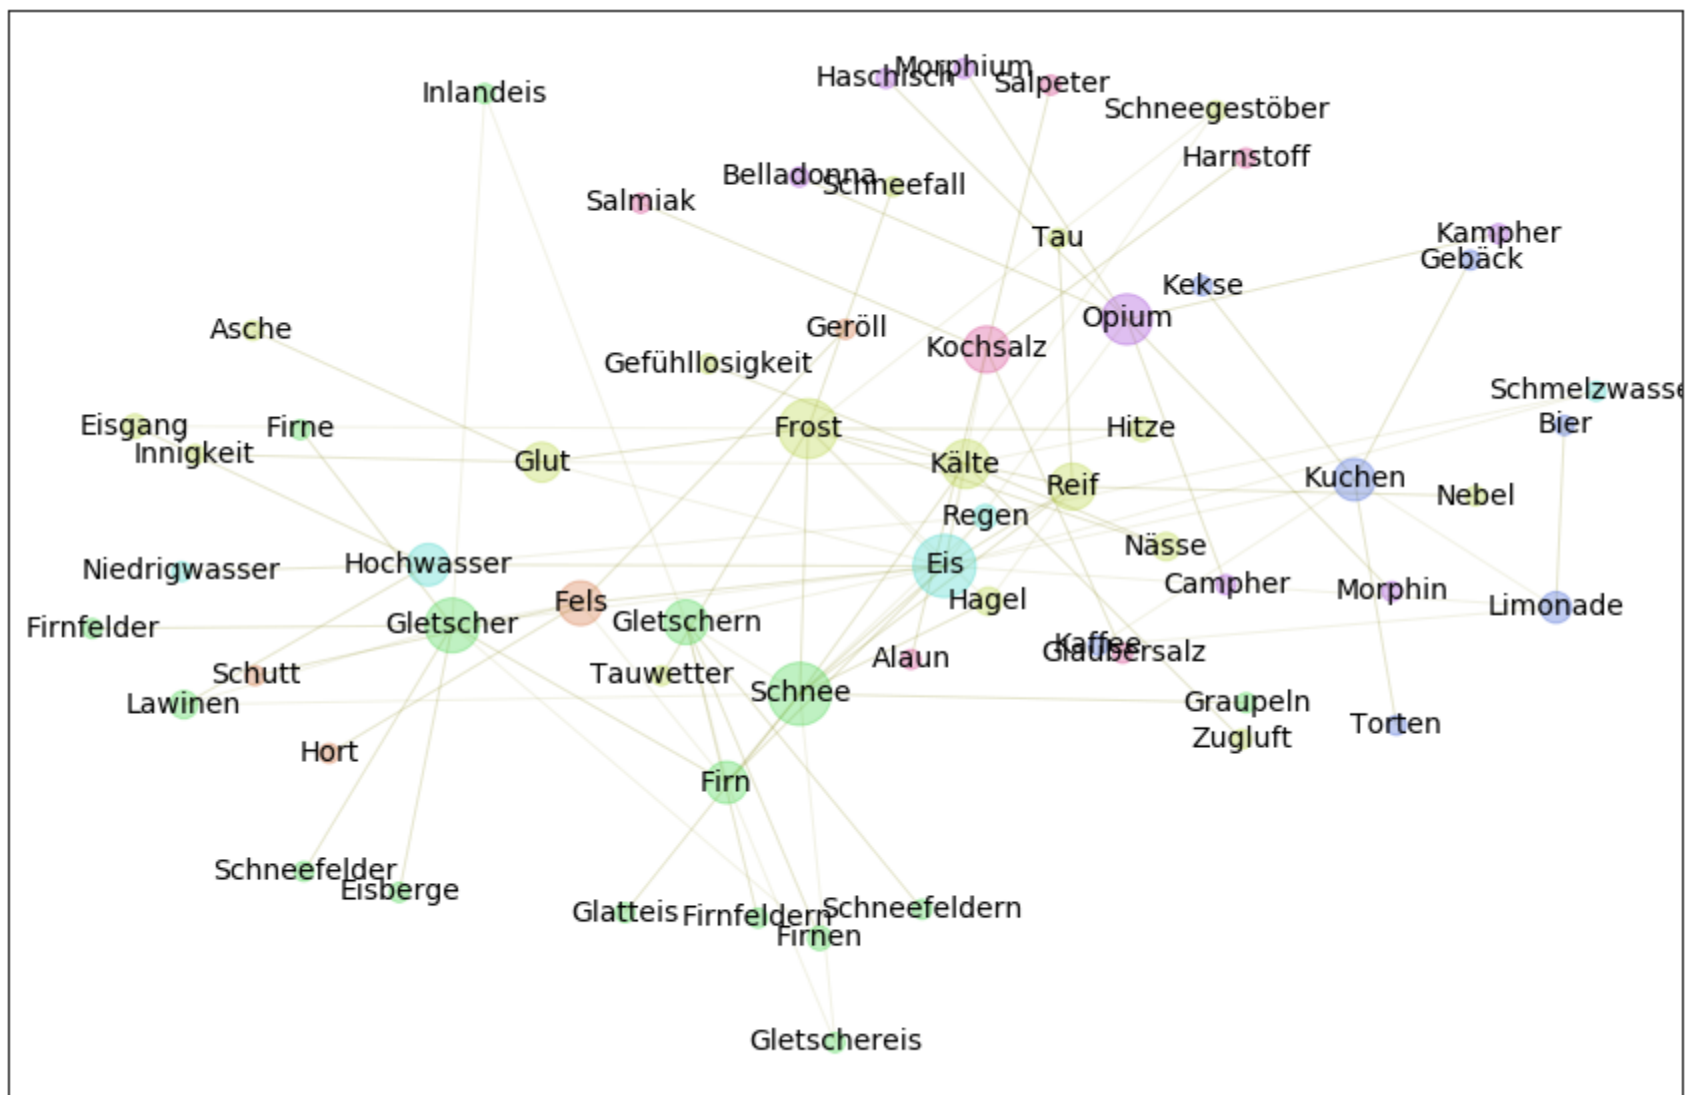 Morphium
Haschisch
Salpeter
Inlandeis
Schneegestöber
Harnstoff
Belladonna
Schneefall
Salmiak
Kampher
Tau
Gebäck
Kekse
Opium
Geröll
Asche
Kochsalz
Gefühllosigkeit
Schmelzwasse
Bier
Eisgang
Firne
Frost
Hitze
Innigkeit
Glut
Kälte
Kuchen
Reif
Nebel
Regen
Nässe
Hochwasser
Eis
Niedrigwasser
Campher
Morphin
Hagel
Fels
Limonade
Gletschern
Gletscher
Firnfelder
Kaffee
Glaubersalz
Alaun
Schutt
Tauwetter
Schnee
Graupeln
Lawinen
Torten
Zugluft
Hort
Firn
Schneefelder
Eisberge
Schneefeldern
Glatteis
Firnfeldern
Firnen
Gletschereis